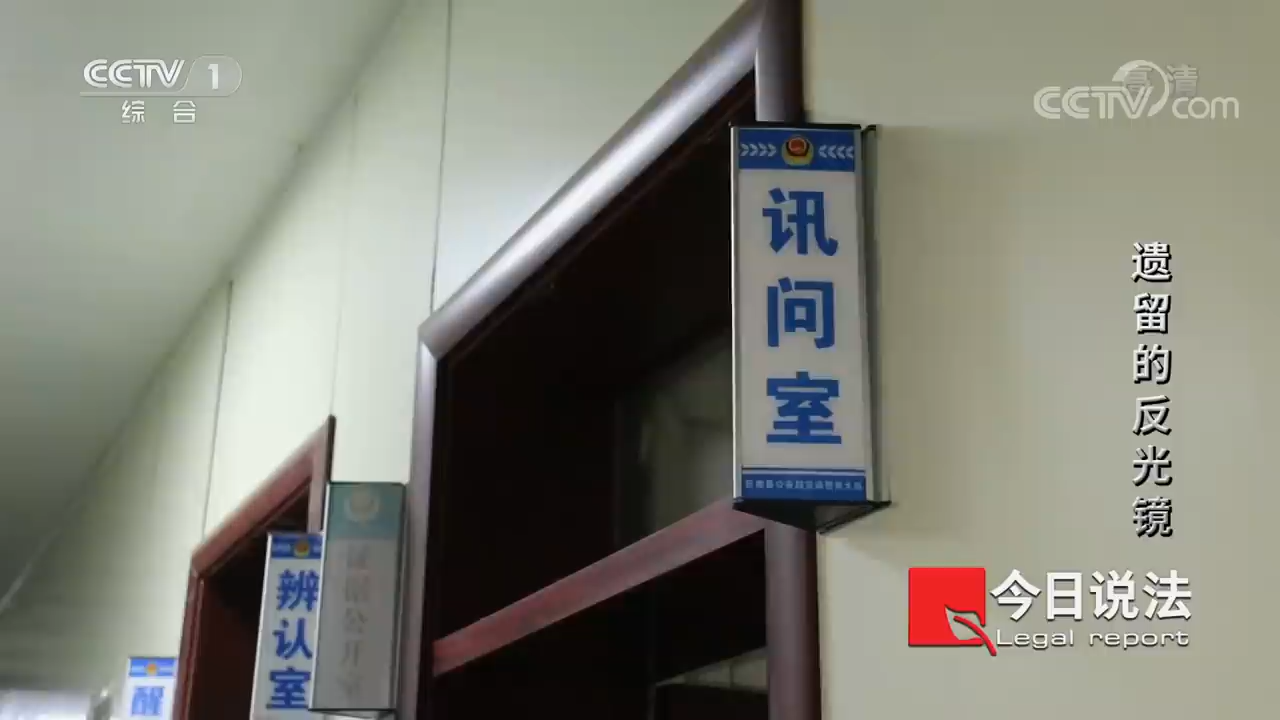 CCTV 1
综合
高清
CCTV.com
讯问室
辨认室
醒
遗留的反光镜
今日说法
Legal report